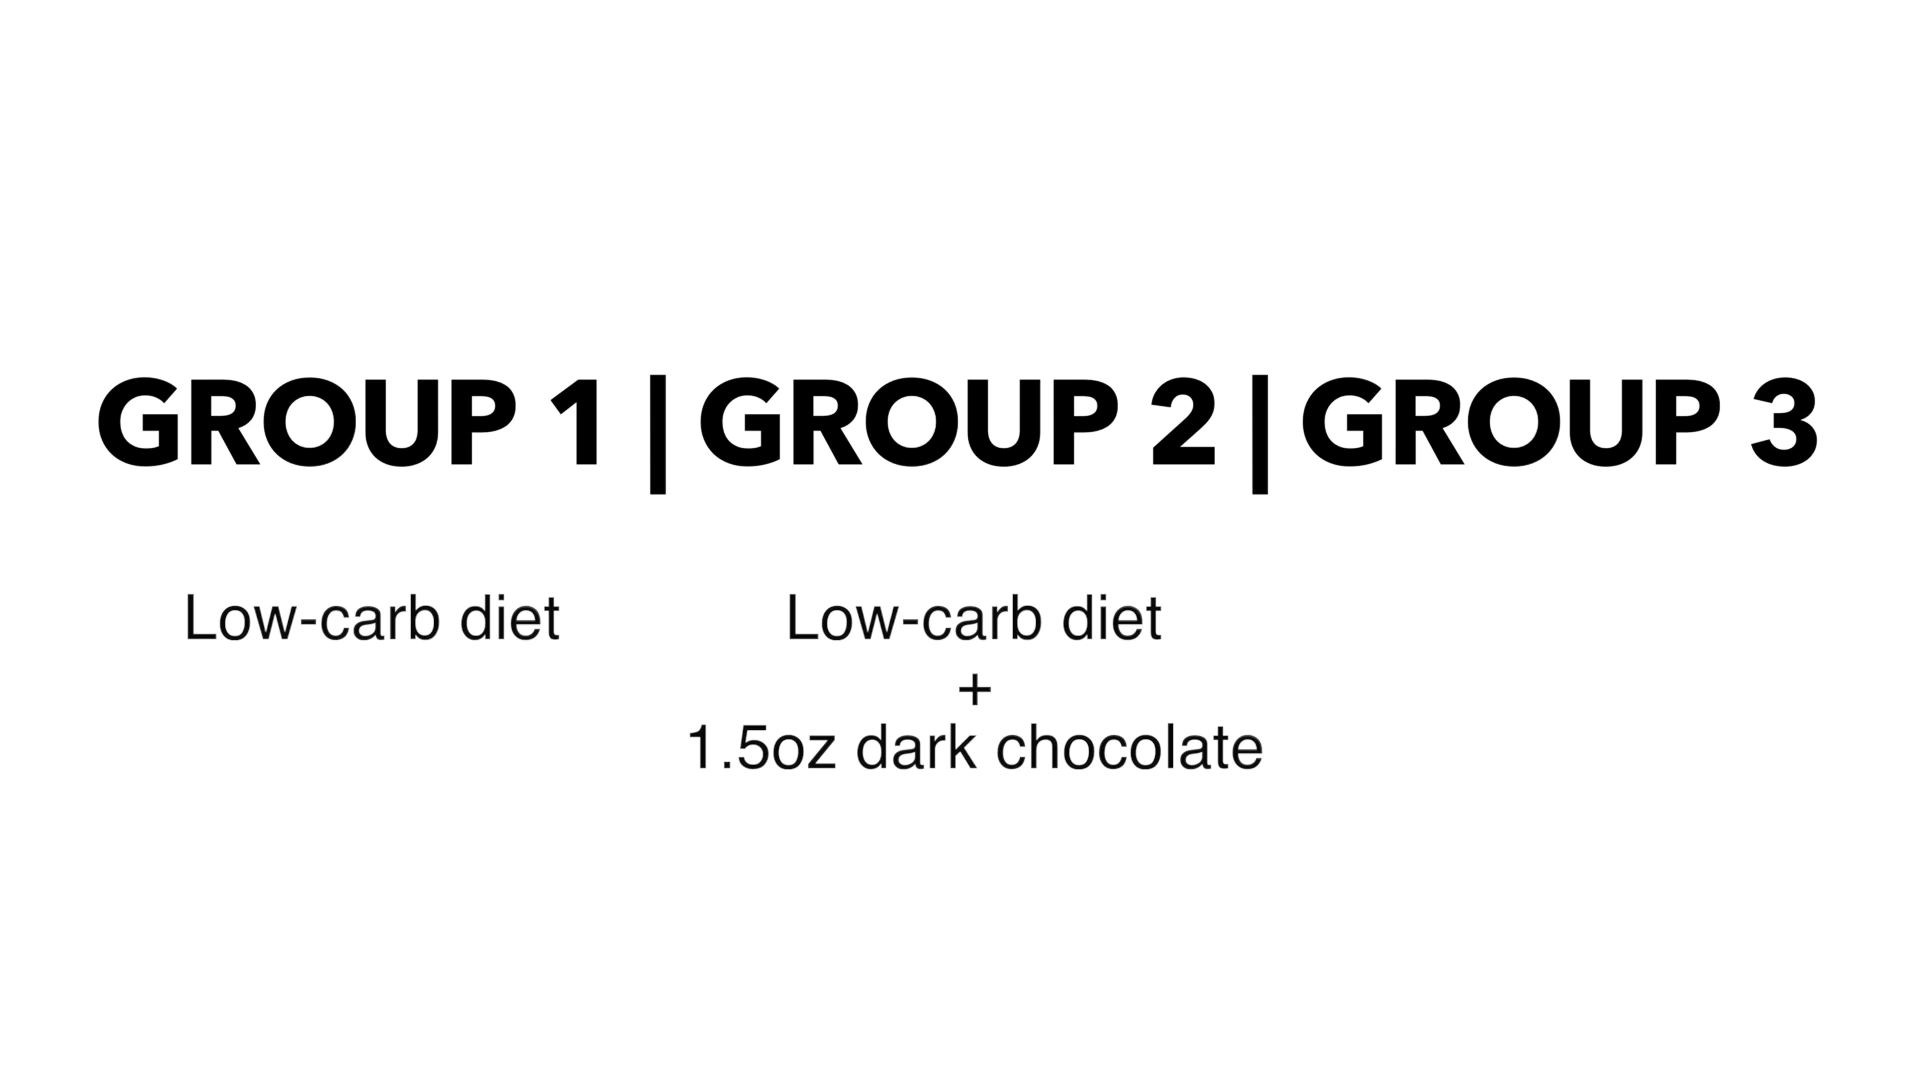 GROUP 1 | GROUP 2 | GROUP 3
Low-carb diet
Low-carb diet
+
1.5oz dark chocolate